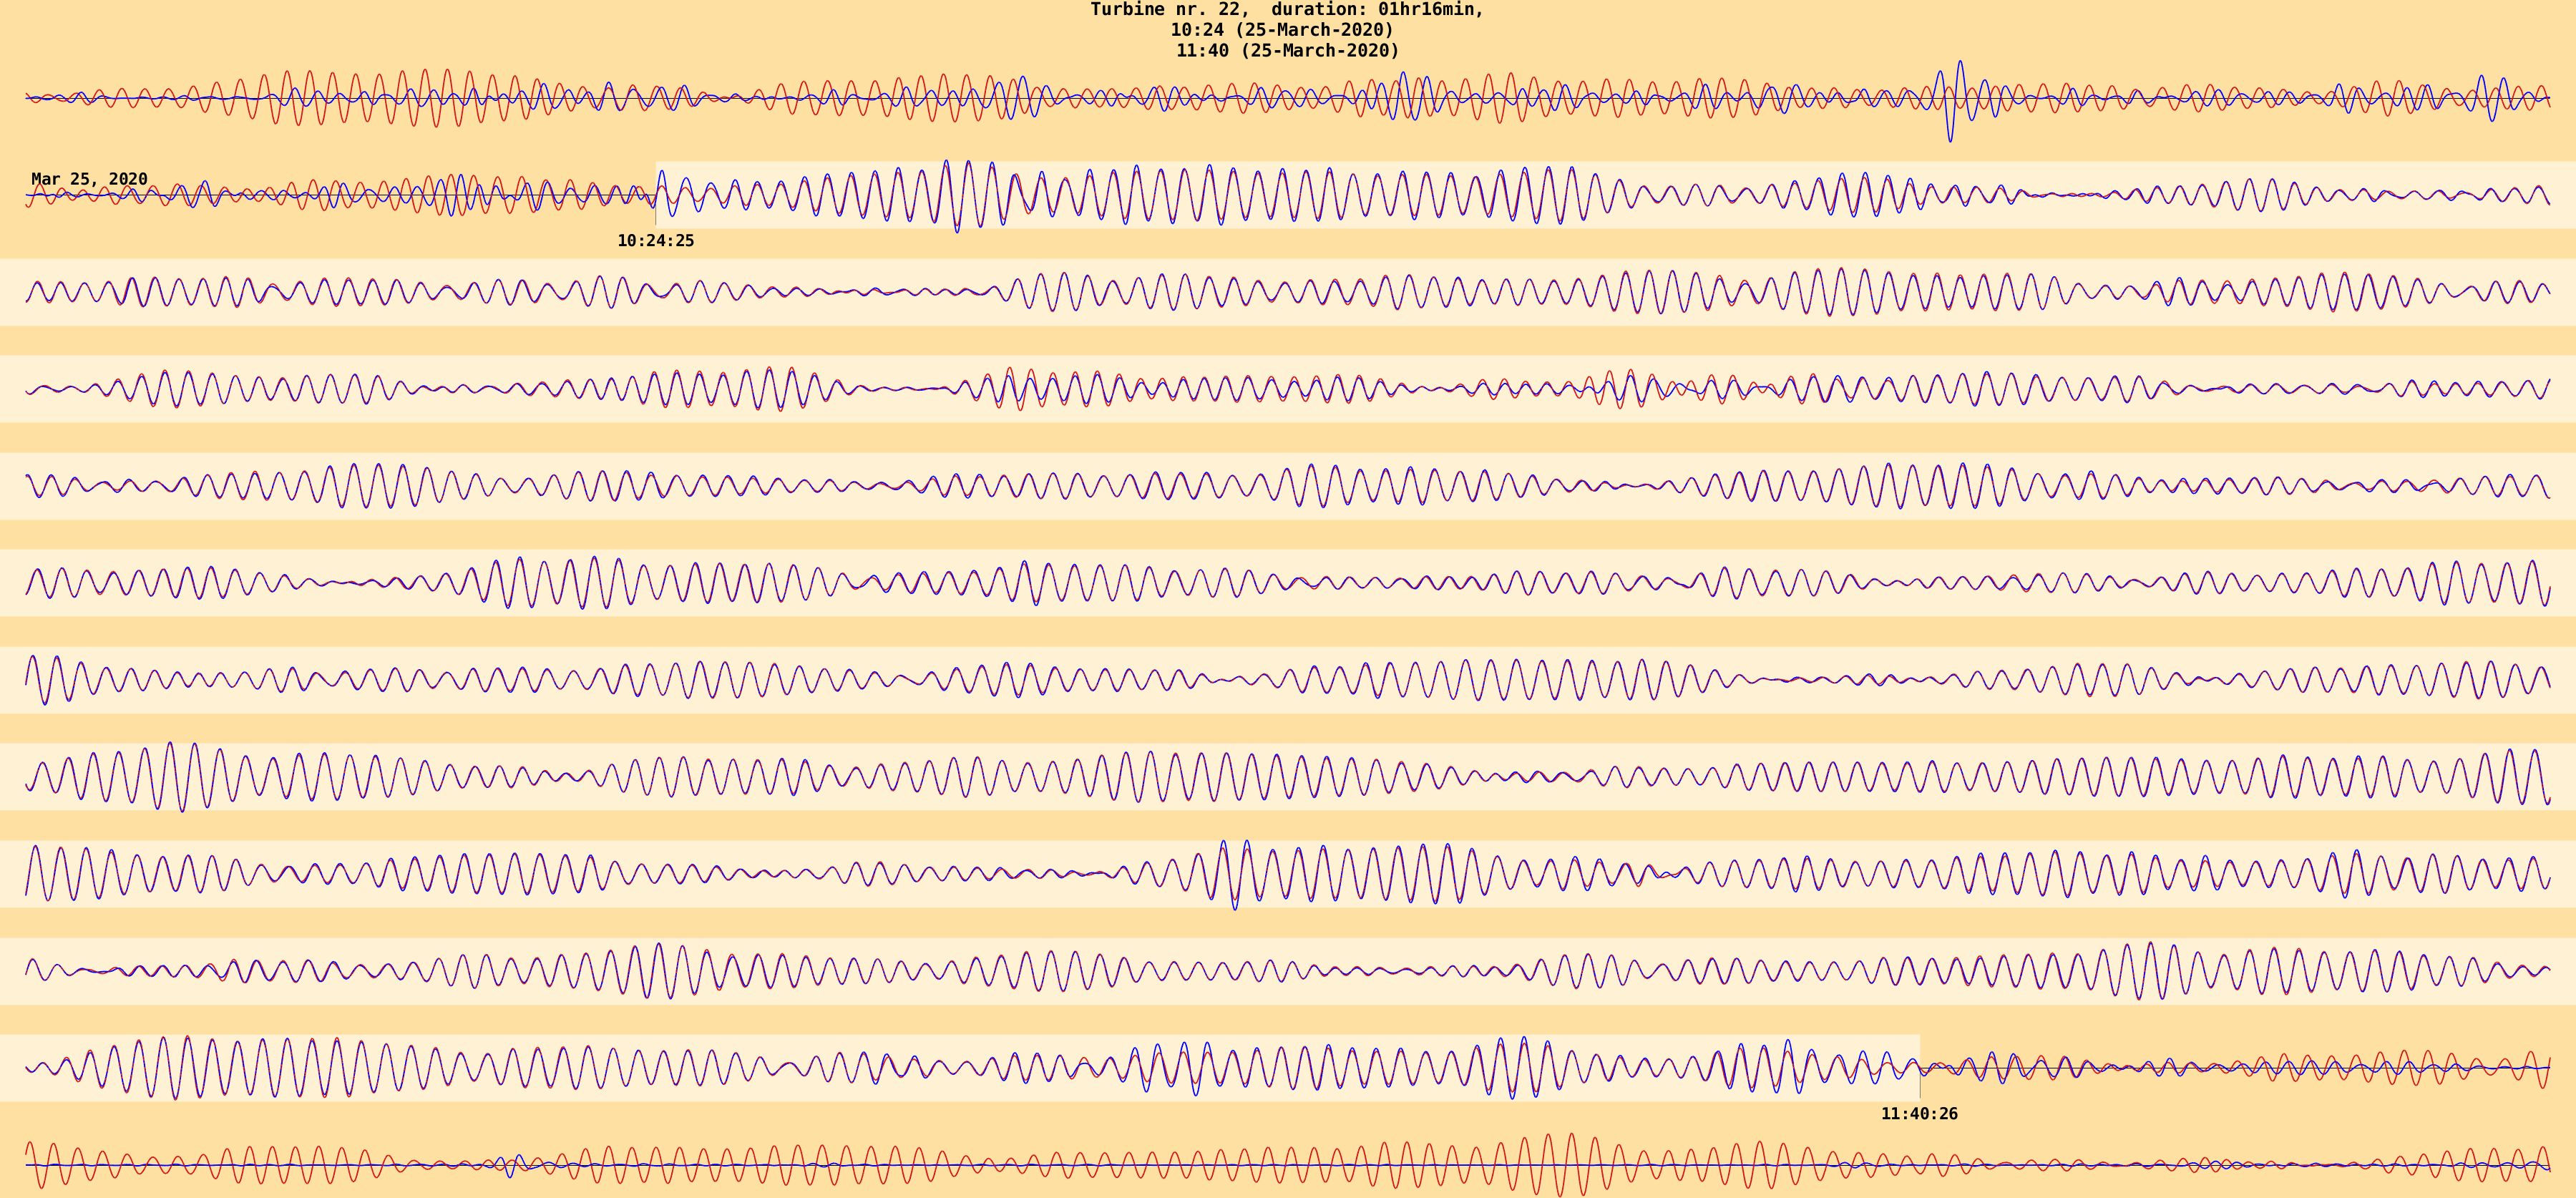 Turbine nr. 22,  duration: 01hr16min,
10:24 (25-March-2020)
11:40 (25-March-2020)
Mar 25, 2020
10:24:25
11:40:26